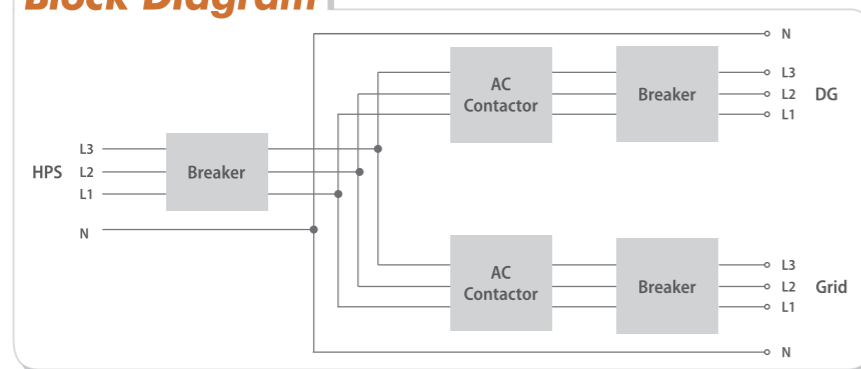 Block Diagram
N
L3
L2 DG
L1
AC
Contactor
Breaker
L3
HPS L2
L1
N
Breaker
AC
Contactor
Breaker
L3
L2 Grid
L1
N